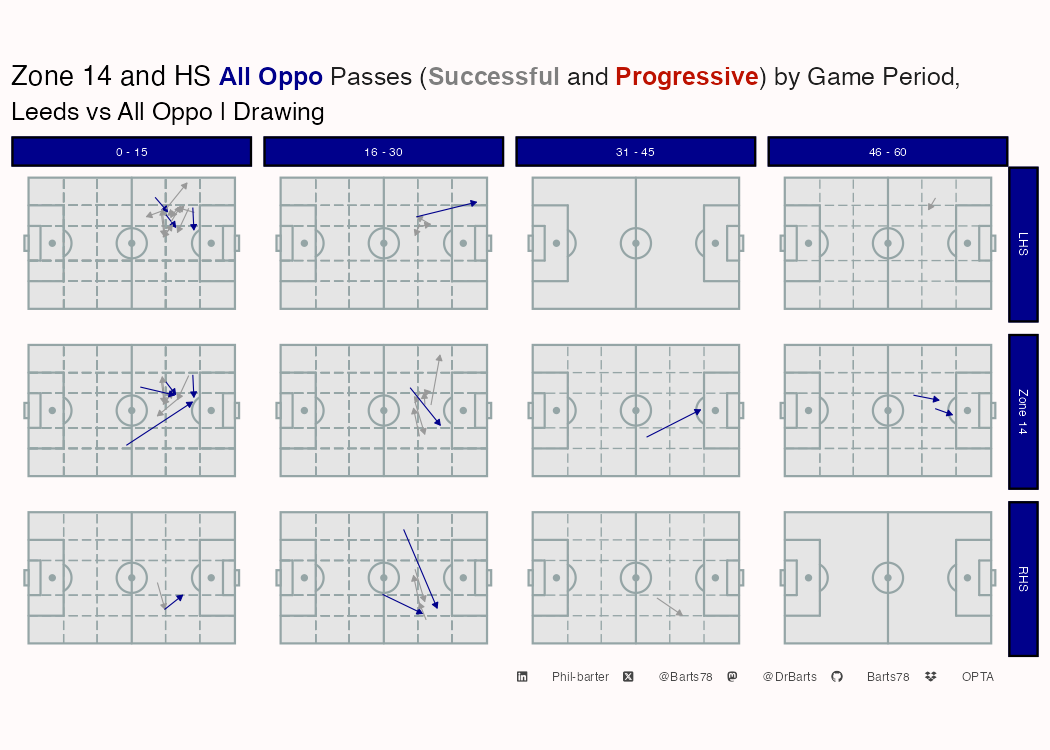 Zone 14 and HS All Oppo Passes (Successful and Progressive) by Game Period,
Leeds vs All Oppo | Drawing
0 - 15 16 - 30 31 - 45 46 - 60
LHS
Zone 14
RHS
Phil-barter @Barts78 @DrBarts Barts78 OPTA